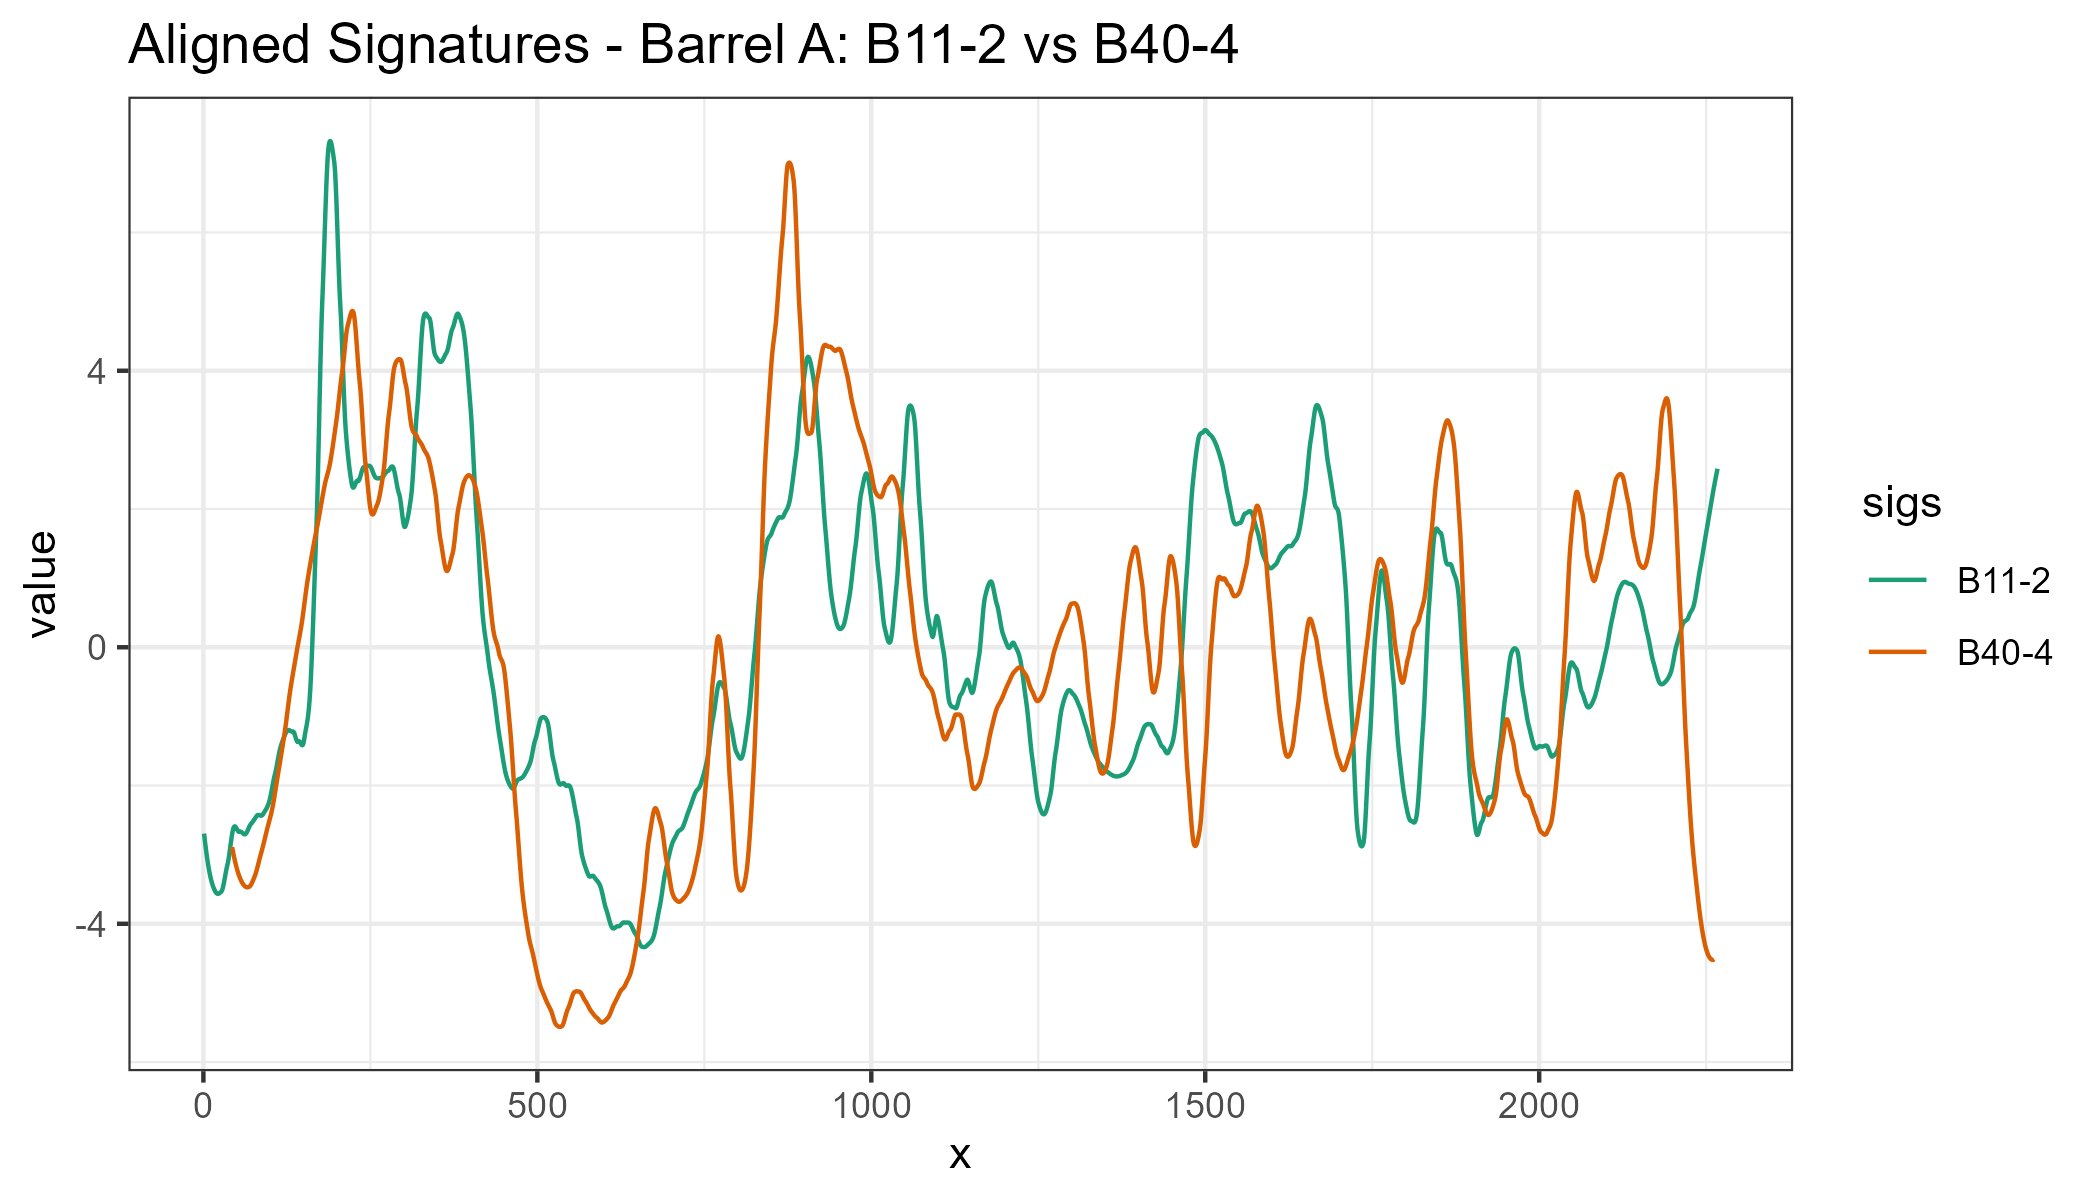 Aligned Signatures - Barrel A: B11-2 vs B40-4
value
4
0
-4
0
500
1000
1500
2000
x
sigs
B11-2
B40-4